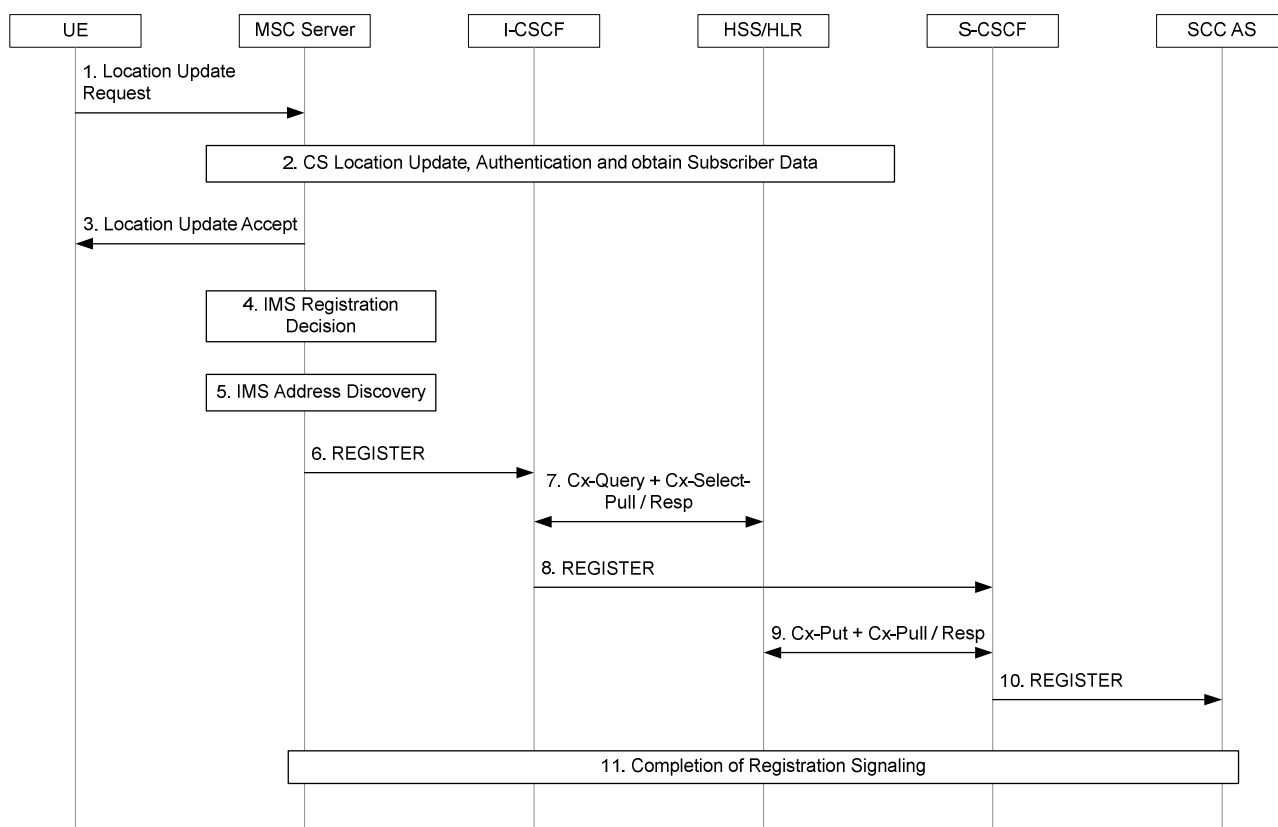 UE
MSC Server
I-CSCF
HSS/HLR
S-CSCF
SCC AS
1. Location Update
Request
2. CS Location Update, Authentication and obtain Subscriber Data
3. Location Update Accept
4. IMS Registration
Decision
5. IMS Address Discovery
6. REGISTER
7. Cx-Query + Cx-Select-
Pull / Resp
8. REGISTER
9. Cx-Put + Cx-Pull / Resp
10. REGISTER
11. Completion of Registration Signaling